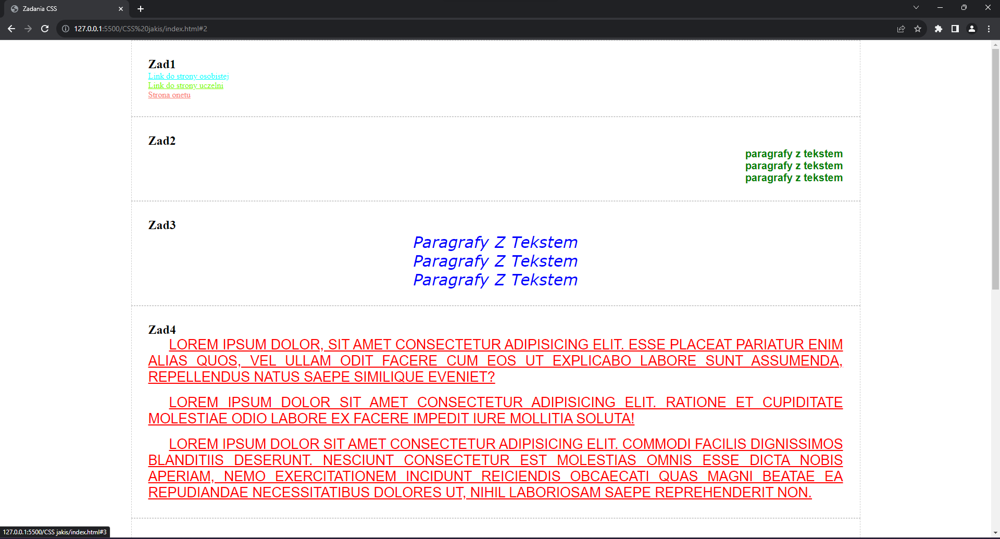 Zadania CSS
127.0.0.1:5500/CSS%20jakis/index.html#2
Zad1
Link do strony osobistej
Link do strony uczelni
Strona onetu
Zad2
paragrafy z tekstem
paragrafy z tekstem
paragrafy z tekstem
Zad3
Paragrafy Z Tekstem
Paragrafy Z Tekstem
Paragrafy Z Tekstem
Zad4
LOREM IPSUM DOLOR, SIT AMET CONSECTETUR ADIPISICING ELIT. ESSE PLACEAT PARIATUR ENIM
ALIAS QUOS, VEL ULLAM ODIT FACERE CUM EOS UT EXPLICABO LABORE SUNT ASSUMENDA,
REPELLENDUS NATUS SAEPE SIMILIQUE EVENIET?
LOREM IPSUM DOLOR SIT AMET CONSECTETUR ADIPISICING ELIT. RATIONE ET CUPIDITATE
MOLESTIAE ODIO LABORE EX FACERE IMPEDIT IURE MOLLITIA SOLUTA!
LOREM IPSUM DOLOR SIT AMET CONSECTETUR ADIPISICING ELIT. COMMODI FACILIS DIGNISSIMOS
BLANDITIIS DESERUNT. NESCIUNT CONSECTETUR EST MOLESTIAS OMNIS ESSE DICTA NOBIS
APERIAM, NEMO EXERCITATIONEM INCIDUNT REICIENDIS OBCAECATI QUAS MAGNI BEATAE EA
REPUDIANDAE NECESSITATIBUS DOLORES UT, NIHIL LABORIOSAM SAEPE REPREHENDERIT NON.
127.0.0.1:5500/CSS jakis/index.html#3